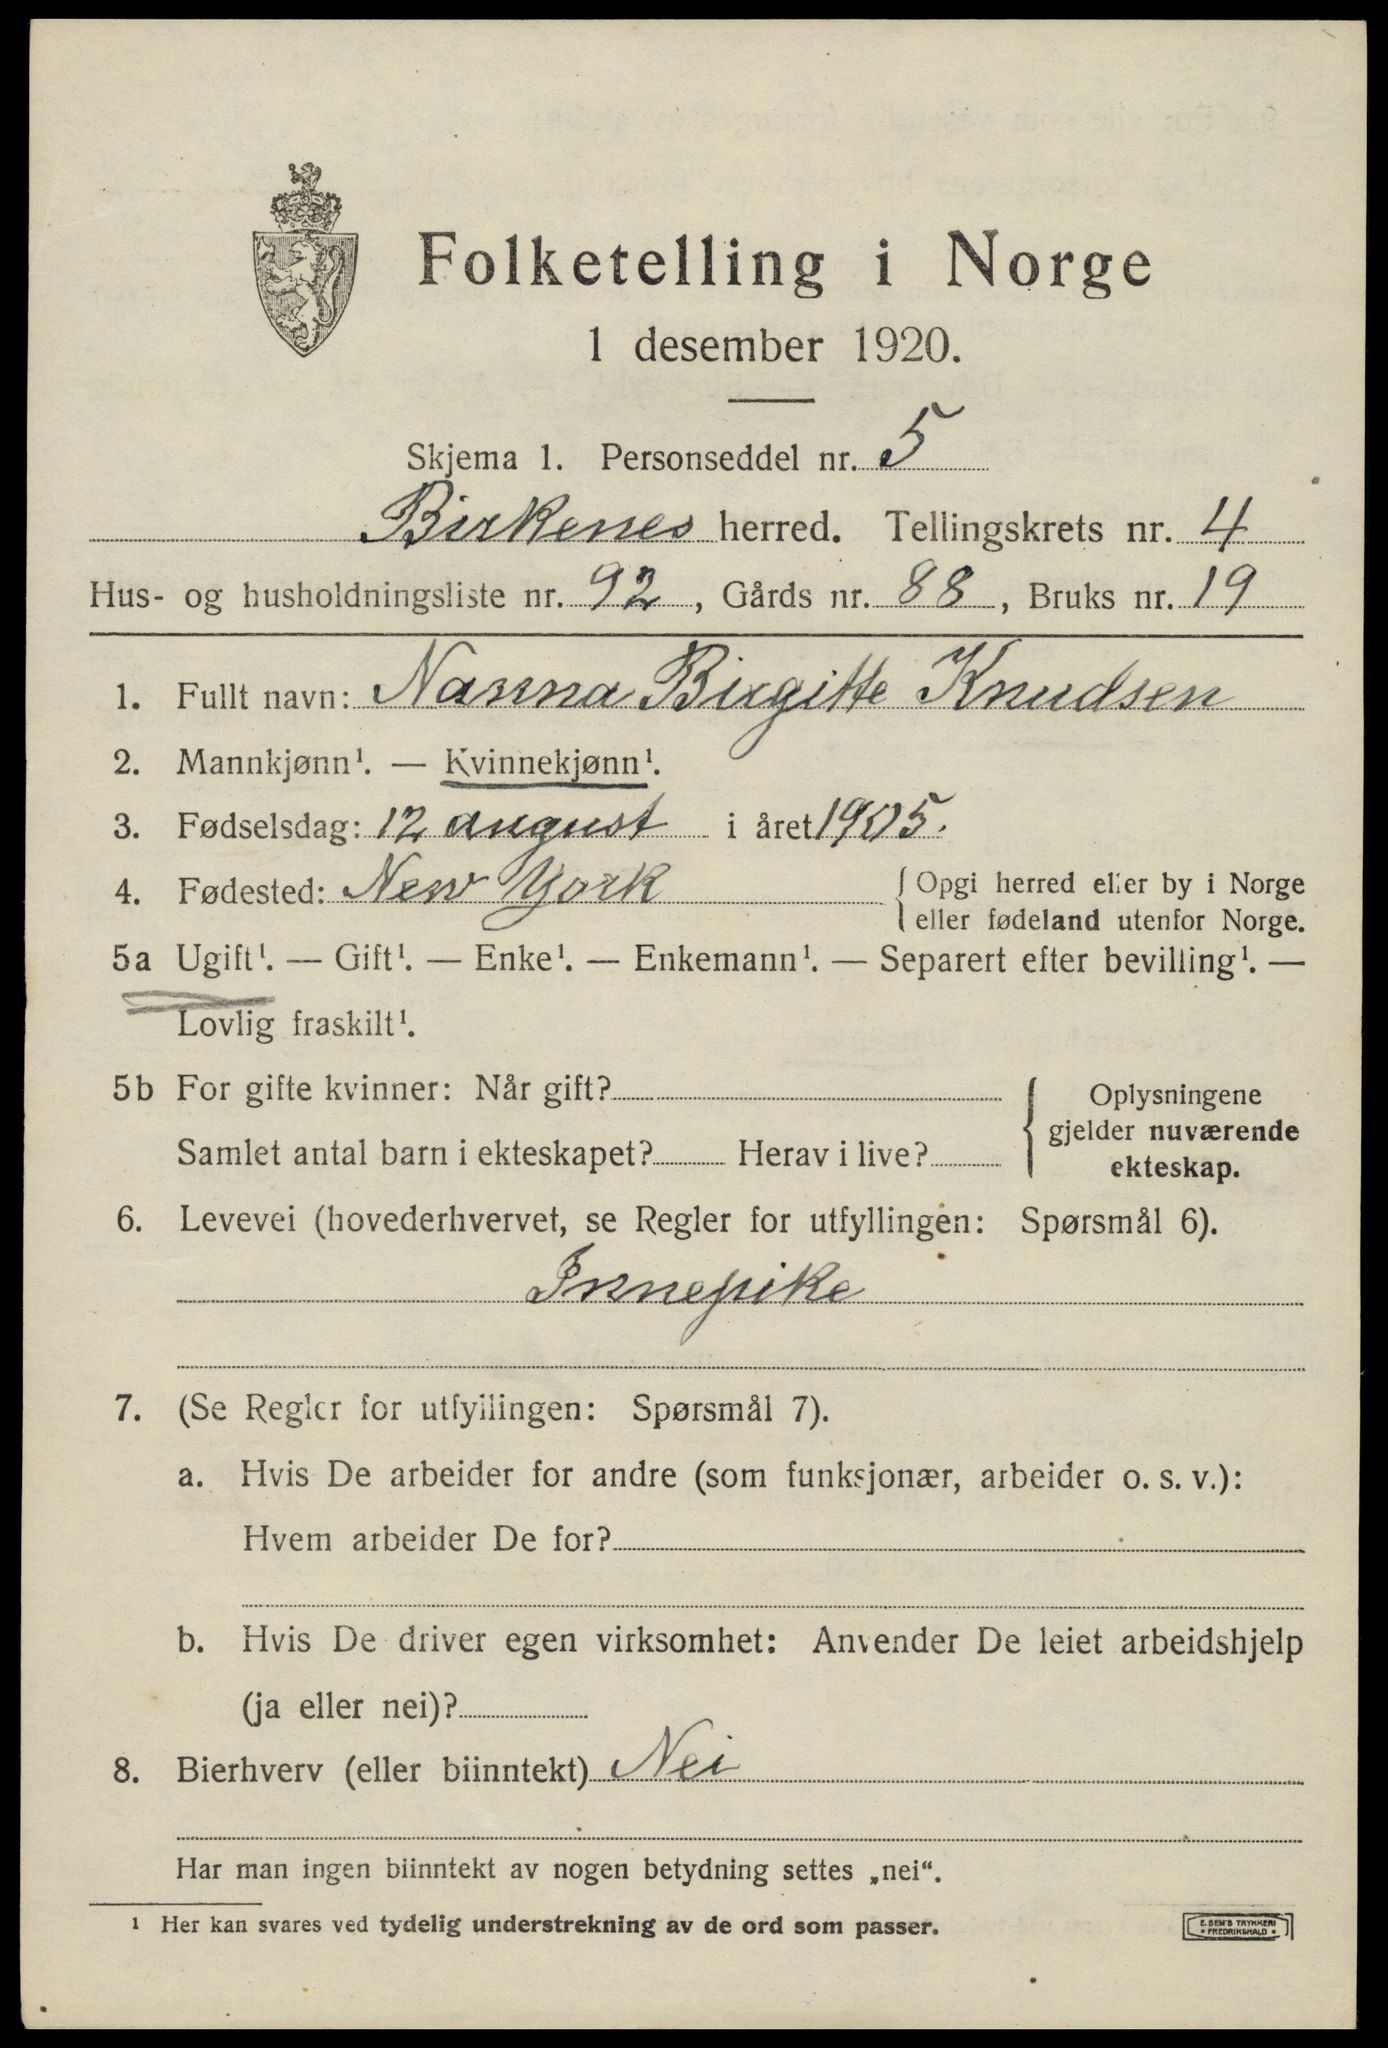 Folketelling i Norge
1 desember 1920.
Skjema 1. Personseddel nr. 5
Birkenes herred. Tellingskrets nr. 4
Hus- og husholdningsliste nr. 92, Gårds nr. 88, Bruks nr. 19
1. Fullt navn: Nanna Birgitte Knudsen
2. Mannkjønn¹. — Kvinnekjønn¹.
3. Fødselsdag: 12 august i året 1905.
4. Fødested: New York { Opgi herred eller by i Norge
eller fødeland utenfor Norge.
5a Ugift¹. — Gift¹. — Enke¹. — Enkemann¹. — Separert efter bevilling¹. —
Lovlig fraskilt¹.
5b For gifte kvinner: Når gift? { Oplysningene
gjelder nuværende
Samlet antal barn i ekteskapet? Herav i live? ekteskap.
6. Levevei (hovederhvervet, se Regler for utfyllingen: Spørsmål 6).
Innepike
7. (Se Regler for utfyllingen: Spørsmål 7).
a. Hvis De arbeider for andre (som funksjonær, arbeider o. s. v.):
Hvem arbeider De for?
b. Hvis De driver egen virksomhet: Anvender De leiet arbeidshjelp
(ja eller nei)?
8. Bierhverv (eller biinntekt) Nei
Har man ingen biinntekt av nogen betydning settes „nei“.
¹ Her kan svares ved tydelig understrekning av de ord som passer.
E. SEM'S TRYKKERI
FREDRIKSHALD